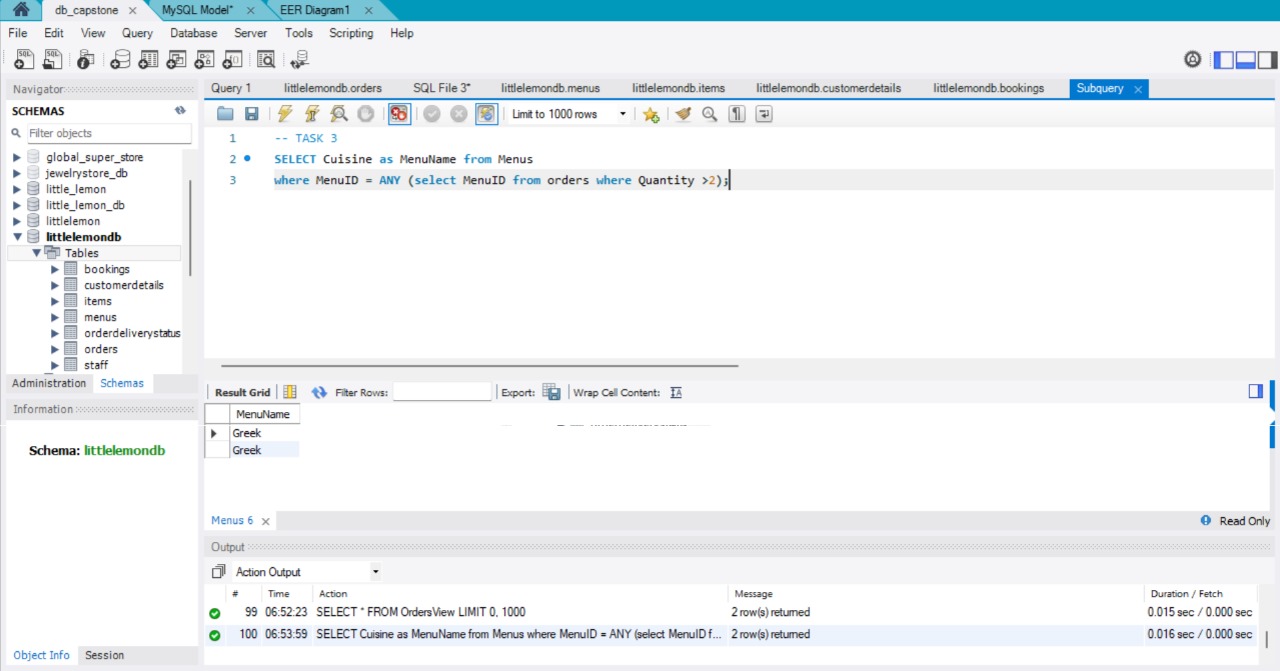 db_capstone × MySQL Model* × EER Diagram1 ×
File Edit View Query Database Server Tools Scripting Help
Navigator
SCHEMAS
Filter objects
global_super_store
jewelrystore_db
little_lemon
little_lemon_db
littlelemon
littlelemondb
Tables
bookings
customerdetails
items
menus
orderdeliverystatus
orders
staff
Administration Schemas
Information
Schema: littlelemondb
Object Info Session
Query 1 littlelemondb.orders SQL File 3* littlelemondb.menus littlelemondb.items littlelemondb.customerdetails littlelemondb.bookings Subquery ×
Limit to 1000 rows
1 -- TASK 3
2 SELECT Cuisine as MenuName from Menus
3 where MenuID = ANY (select MenuID from orders where Quantity >2);
Result Grid Filter Rows: Export: Wrap Cell Content: IA
MenuName
Greek
Greek
Menus 6 × Read Only
Output
Action Output
# Time Action Message Duration / Fetch
99 06:52:23 SELECT * FROM OrdersView LIMIT 0, 1000 2 row(s) returned 0.015 sec / 0.000 sec
100 06:53:59 SELECT Cuisine as MenuName from Menus where MenuID = ANY (select MenuID f... 2 row(s) returned 0.016 sec / 0.000 sec